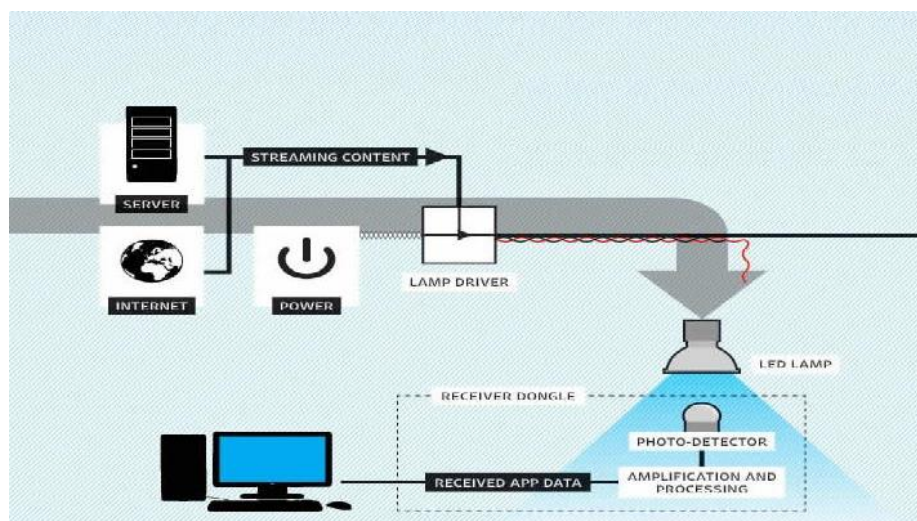 STREAMING CONTENT
SERVER
INTERNET
POWER
LAMP DRIVER
LED LAMP
RECEIVER DONGLE
PHOTO-DETECTOR
RECEIVED APP DATA
AMPLIFICATION AND
PROCESSING